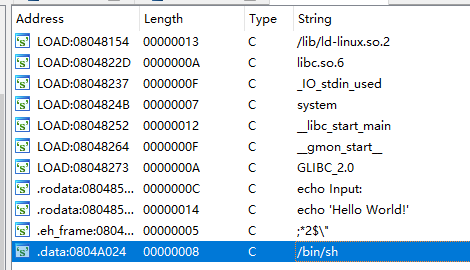 Address Length Type String
LOAD:08048154 00000013 C /lib/ld-linux.so.2
LOAD:0804822D 0000000A C libc.so.6
LOAD:08048237 0000000F C _IO_stdin_used
LOAD:0804824B 00000007 C system
LOAD:08048252 00000012 C __libc_start_main
LOAD:08048264 0000000F C __gmon_start__
LOAD:08048273 0000000A C GLIBC_2.0
.rodata:080485... 0000000C C echo Input:
.rodata:080485... 00000014 C echo 'Hello World!'
.eh_frame:080... 00000005 C ;*2$\"
.data:0804A024 00000008 C /bin/sh